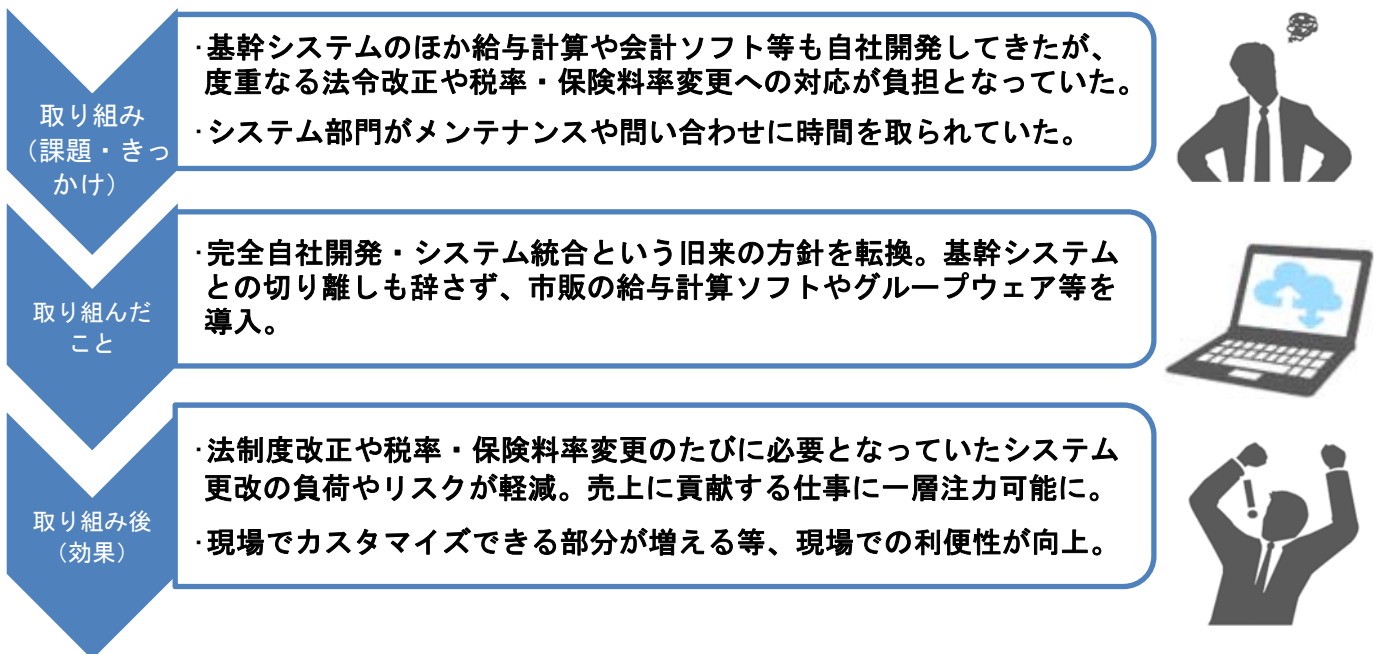 取り組み
（課題・きっ
かけ）
･基幹システムのほか給与計算や会計ソフト等も自社開発してきたが、
度重なる法令改正や税率・保険料率変更への対応が負担となっていた。
･システム部門がメンテナンスや問い合わせに時間を取られていた。
取り組んだ
こと
･完全自社開発・システム統合という旧来の方針を転換。基幹システム
との切り離しも辞さず、市販の給与計算ソフトやグループウェア等を
導入。
取り組み後
（効果）
･法制度改正や税率・保険料率変更のたびに必要となっていたシステム
更改の負荷やリスクが軽減。売上に貢献する仕事に一層注力可能に。
･現場でカスタマイズできる部分が増える等、現場での利便性が向上。